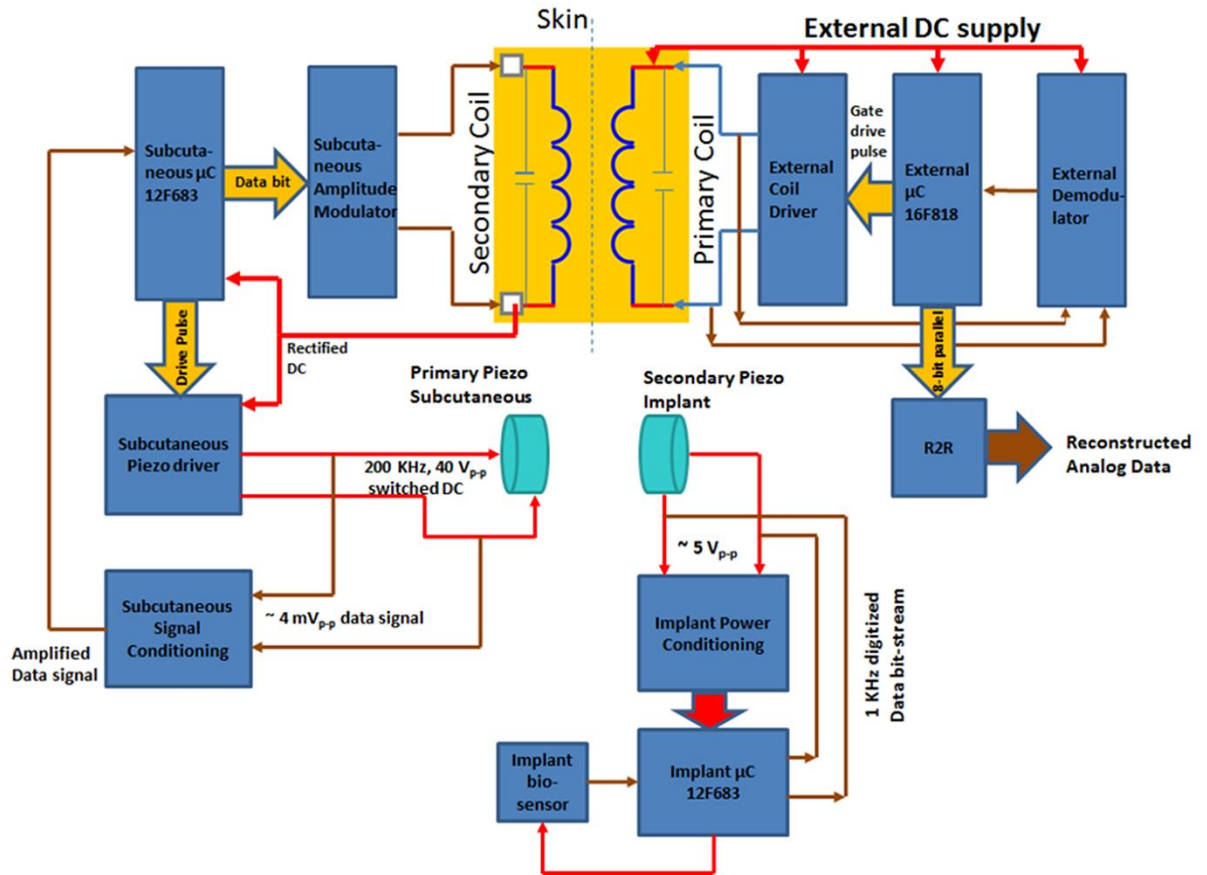 Skin
External DC supply
Secondary Coil
Primary Coil
Subcuta-
neous µC
12F683
Data bit
Subcuta-
neous
Amplitude
Modulator
External
Coil
Driver
Gate
drive
pulse
External
µC
16F818
External
Demodu-
lator
Drive Pulse
Rectified
DC
8-bit parallel
Primary Piezo
Subcutaneous
Secondary Piezo
Implant
Subcutaneous
Piezo driver
200 KHz, 40 Vp-p
switched DC
R2R
Reconstructed
Analog Data
~ 5 Vp-p
Subcutaneous
Signal
Conditioning
~ 4 mVp-p data signal
Amplified
Data signal
Implant Power
Conditioning
1 KHz digitized
Data bit-stream
Implant
bio-
sensor
Implant µC
12F683